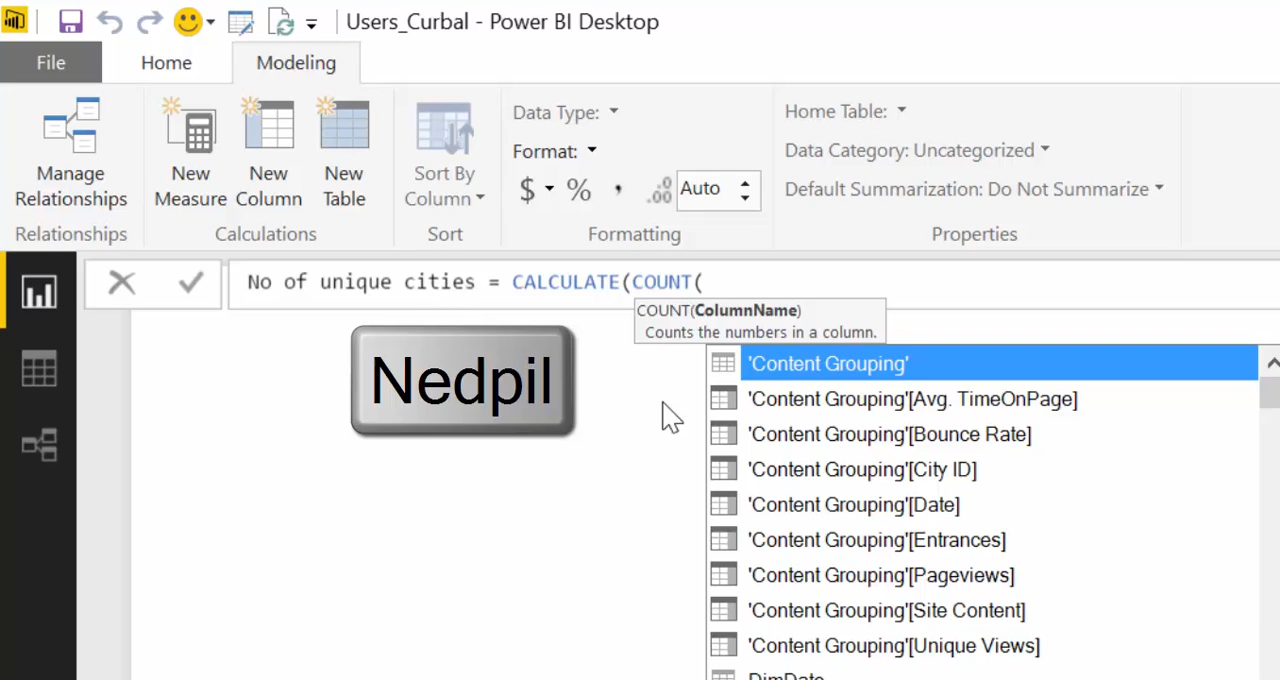 Users_Curbal - Power BI Desktop
File
Home
Modeling
Manage
Relationships
New
Measure
New
Column
New
Table
Sort By
Column
Data Type:
Format:
$ % , .00 Auto
Home Table:
Data Category: Uncategorized
Default Summarization: Do Not Summarize
Relationships
Calculations
Sort
Formatting
Properties
No of unique cities = CALCULATE(COUNT(
COUNT(ColumnName)
Counts the numbers in a column.
Nedpil
'Content Grouping'
'Content Grouping'[Avg. TimeOnPage]
'Content Grouping'[Bounce Rate]
'Content Grouping'[City ID]
'Content Grouping'[Date]
'Content Grouping'[Entrances]
'Content Grouping'[Pageviews]
'Content Grouping'[Site Content]
'Content Grouping'[Unique Views]
DimDate